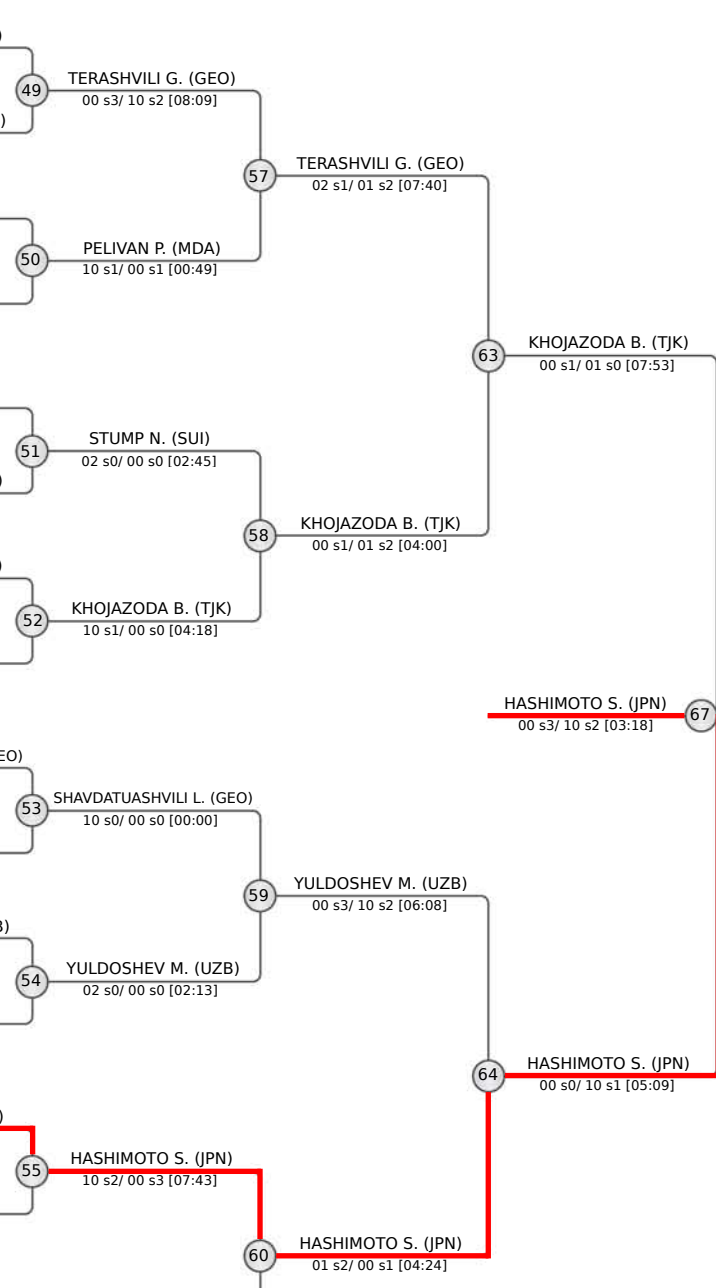 )
49
TERASHVILI G. (GEO)
00 s3/ 10 s2 [08:09]
)
57
TERASHVILI G. (GEO)
02 s1/ 01 s2 [07:40]
50
PELIVAN P. (MDA)
10 s1/ 00 s1 [00:49]
63
KHOJAZODA B. (TJK)
00 s1/ 01 s0 [07:53]
51
STUMP N. (SUI)
02 s0/ 00 s0 [02:45]
)
58
KHOJAZODA B. (TJK)
00 s1/ 01 s2 [04:00]
)
52
KHOJAZODA B. (TJK)
10 s1/ 00 s0 [04:18]
HASHIMOTO S. (JPN)
00 s3/ 10 s2 [03:18]
67
EO)
53
SHAVDATUASHVILI L. (GEO)
10 s0/ 00 s0 [00:00]
59
YULDOSHEV M. (UZB)
00 s3/ 10 s2 [06:08]
)
54
YULDOSHEV M. (UZB)
02 s0/ 00 s0 [02:13]
64
HASHIMOTO S. (JPN)
00 s0/ 10 s1 [05:09]
)
55
HASHIMOTO S. (JPN)
10 s2/ 00 s3 [07:43]
60
HASHIMOTO S. (JPN)
01 s2/ 00 s1 [04:24]